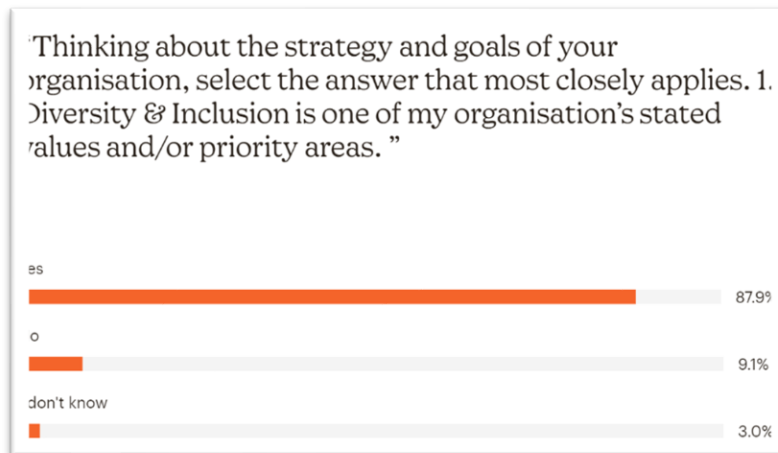 'Thinking about the strategy and goals of your
organisation, select the answer that most closely applies. 1.
Diversity & Inclusion is one of my organisation's stated
values and/or priority areas. ”
es
87.9%
o
9.1%
don't know
3.0%